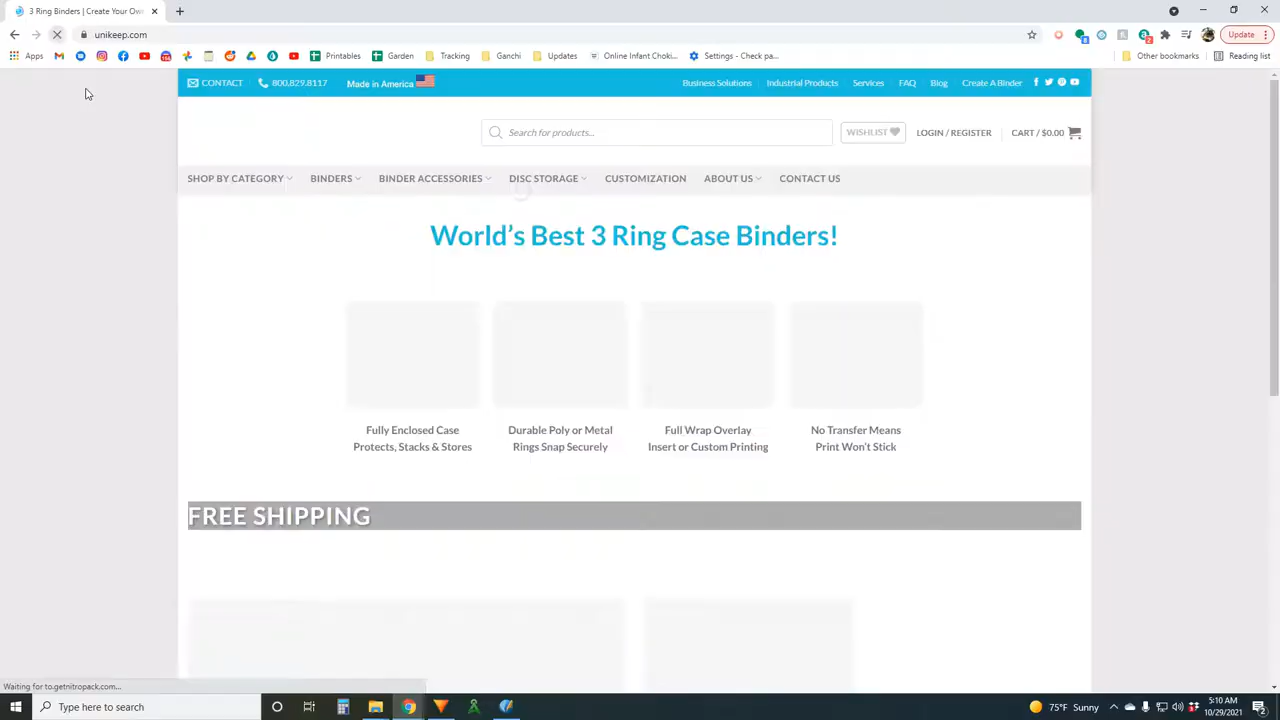 3 Ring Binders | Create Your Own
unikeep.com
Update
Apps
Printables
Garden
Tracking
Ganchi
Updates
Online Infant Choki...
Settings - Check pa...
Other bookmarks
Reading list
CONTACT
800.829.8117
Made in America
Business Solutions
Industrial Products
Services
FAQ
Blog
Create A Binder
Search for products...
WISHLIST
LOGIN / REGISTER
CART / $0.00
SHOP BY CATEGORY
BINDERS
BINDER ACCESSORIES
DISC STORAGE
CUSTOMIZATION
ABOUT US
CONTACT US
World's Best 3 Ring Case Binders!
Fully Enclosed Case
Protects, Stacks & Stores
Durable Poly or Metal
Rings Snap Securely
Full Wrap Overlay
Insert or Custom Printing
No Transfer Means
Print Won't Stick
FREE SHIPPING
Waiting for to.getnitropack.com...
Type here to search
75°F Sunny
5:10 AM
10/29/2021